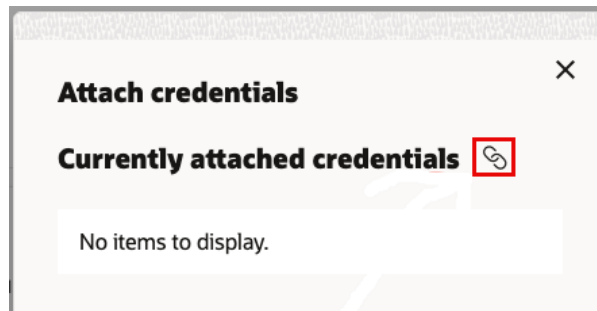 Attach credentials
Currently attached credentials
No items to display.